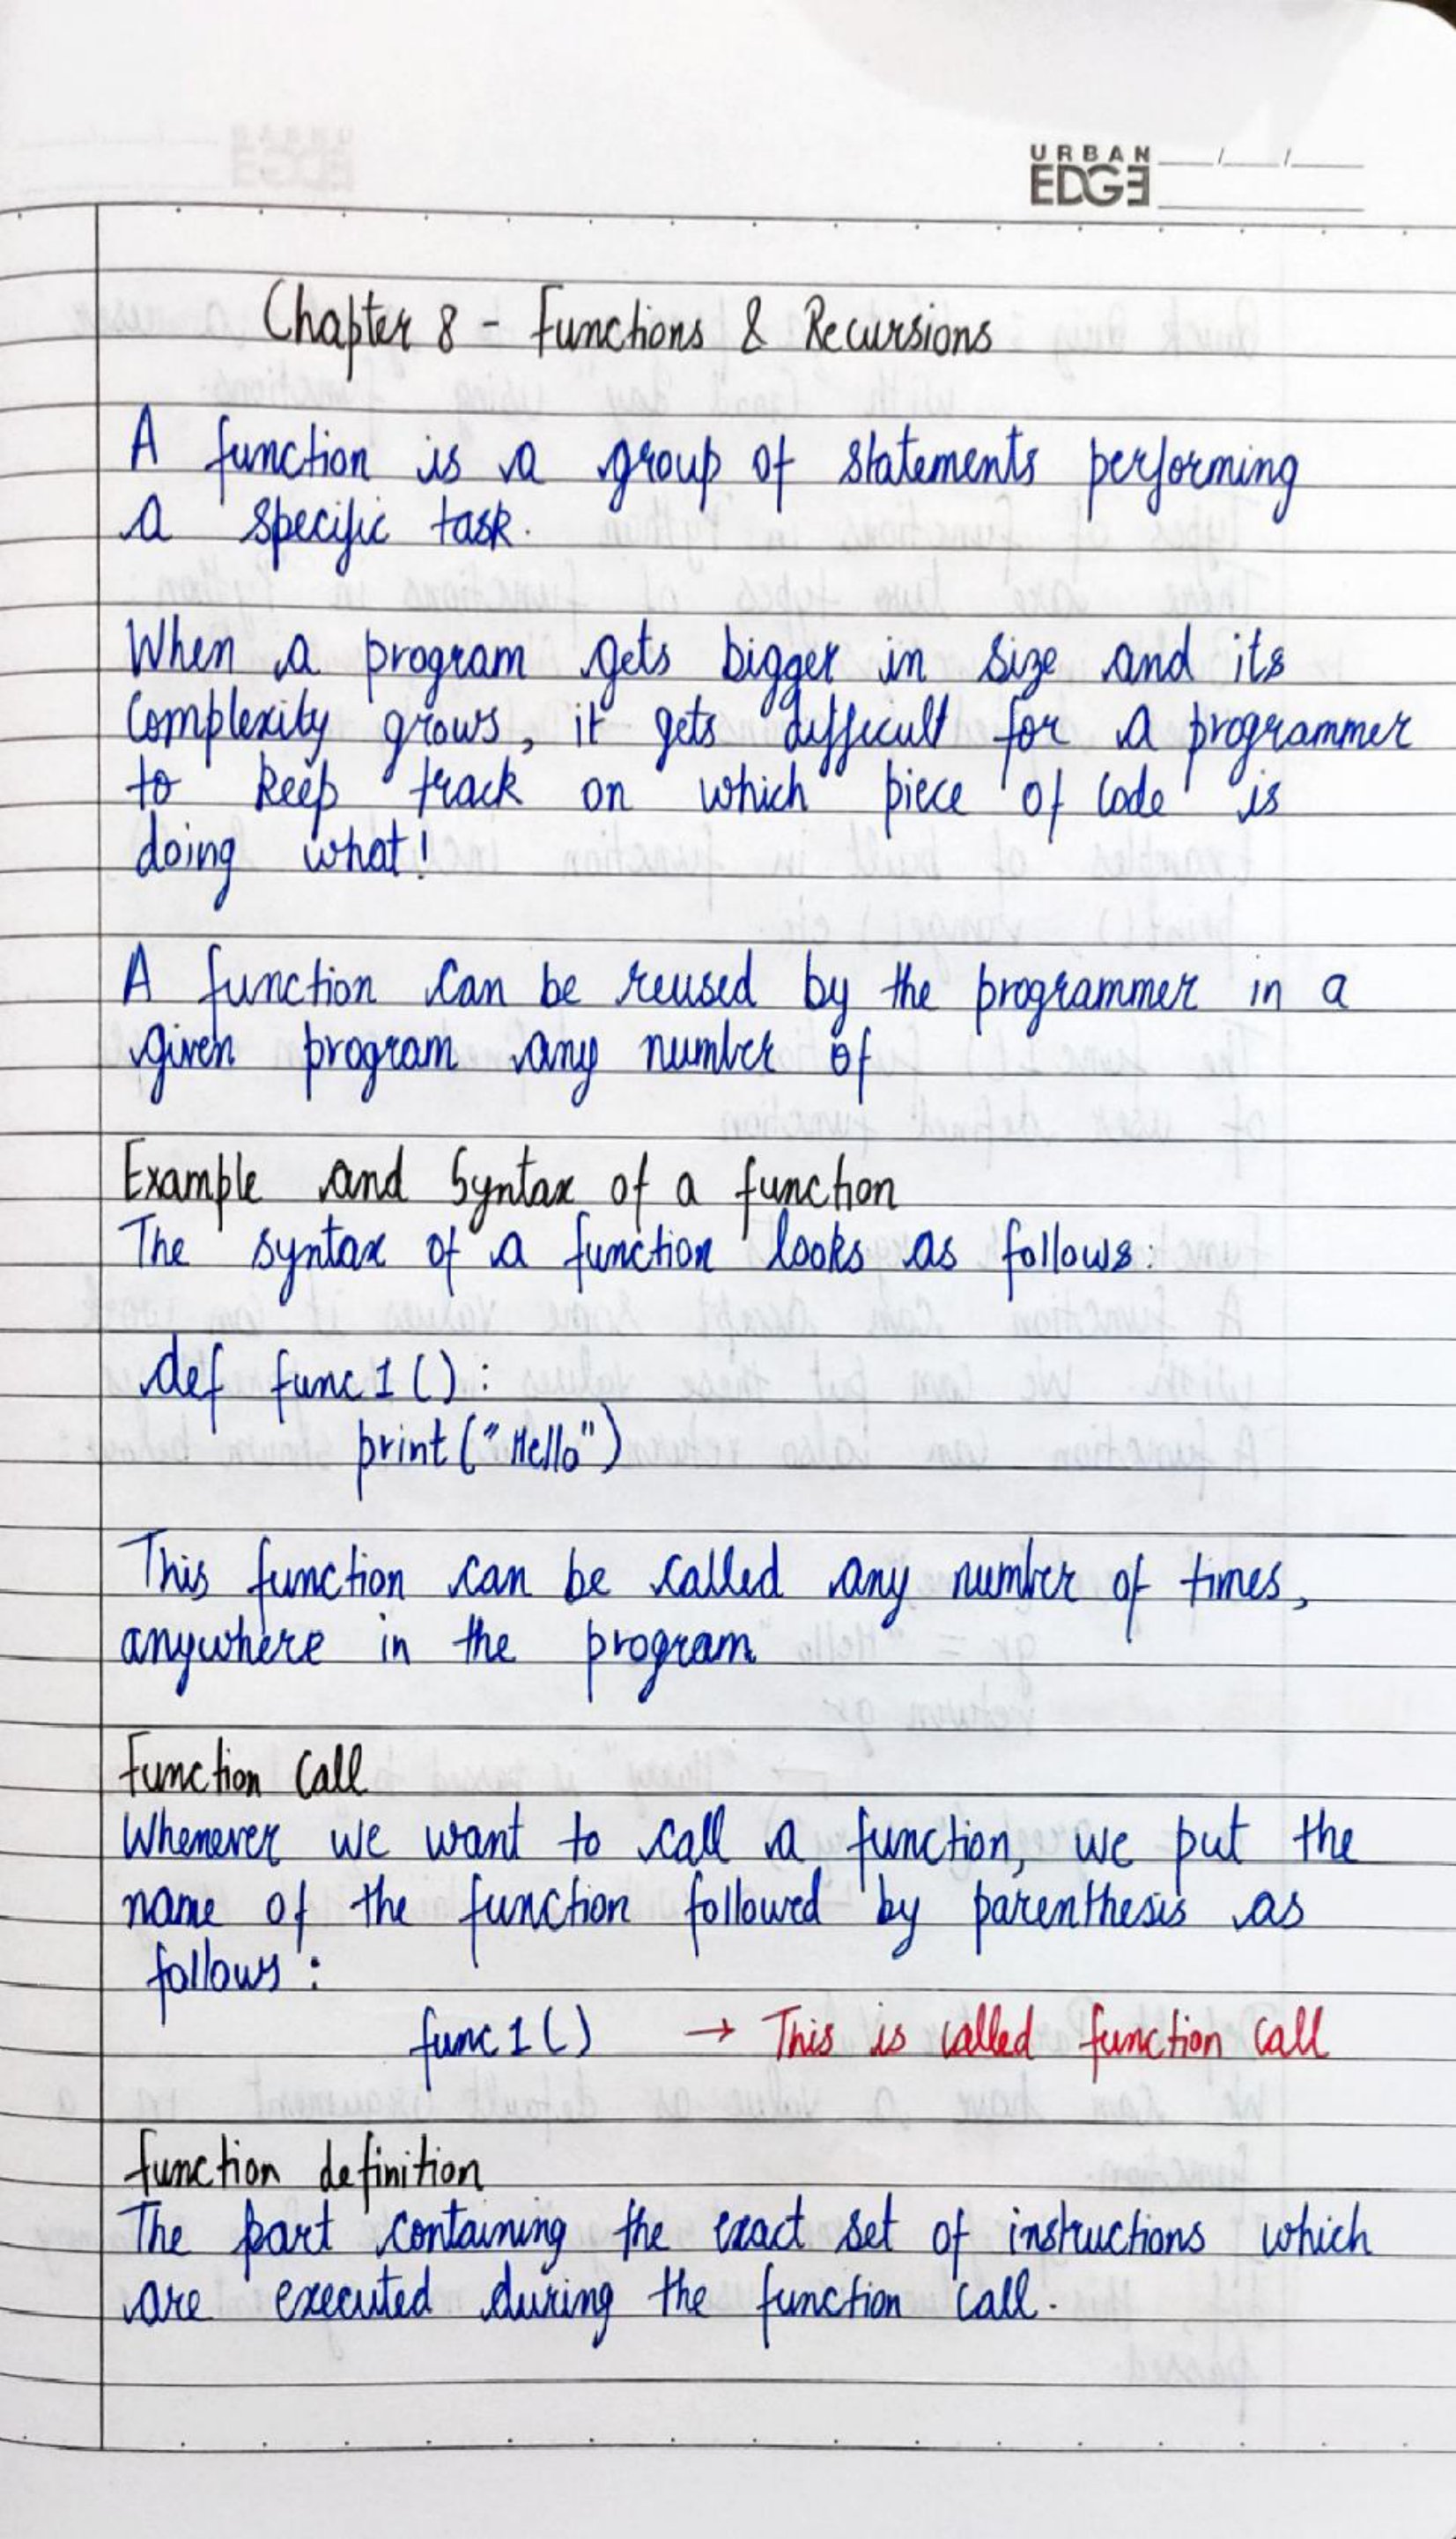 URBAN
EDGE
Chapter 8 - Functions & Recursions
A function is a group of statements performing
a specific task.
When a program gets bigger in size and its
complexity grows, it gets difficult for a programmer
to keep track on which piece of code is
doing what!
A function can be reused by the programmer in a
given program any number of
Example and Syntax of a function
The syntax of a function looks as follows:
def func1():
print("Hello")
This function can be called any number of times,
anywhere in the program
Function Call
Whenever we want to call a function, we put the
name of the function followed by parenthesis as
follows:
func1() → This is called function call
function definition
The part containing the exact set of instructions which
are executed during the function call.